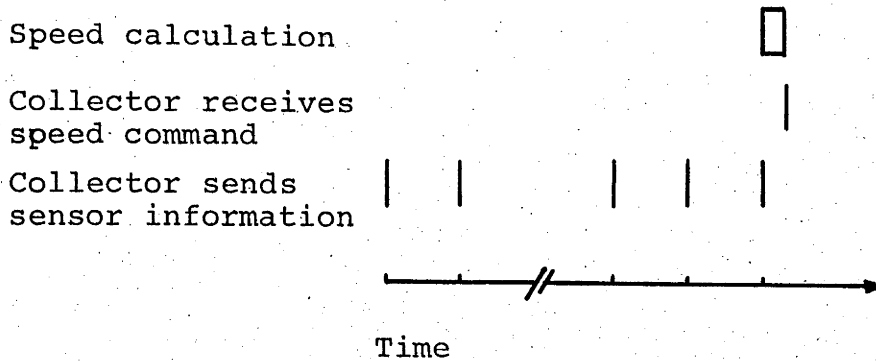 Speed calculation
Collector receives
speed command
Collector sends
sensor information
Time